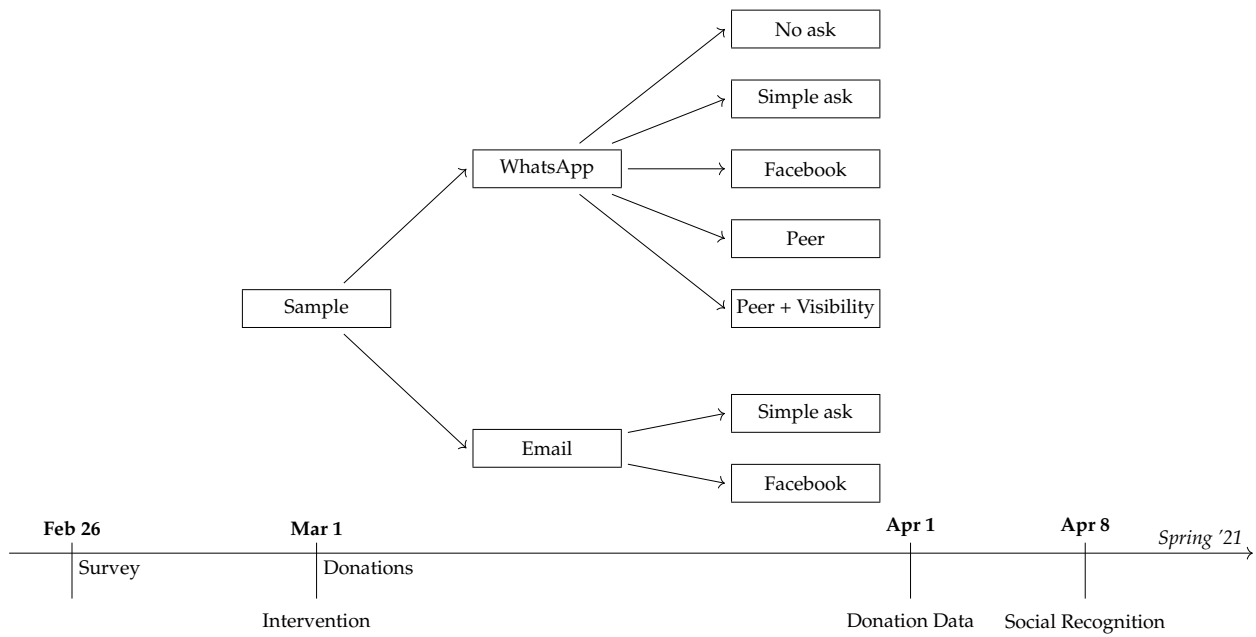 No ask
Simple ask
WhatsApp
Facebook
Peer
Sample
Peer + Visibility
Simple ask
Email
Facebook
Feb 26
Mar 1
Apr 1
Apr 8
Spring ’21
Survey
Donations
Intervention
Donation Data
Social Recognition